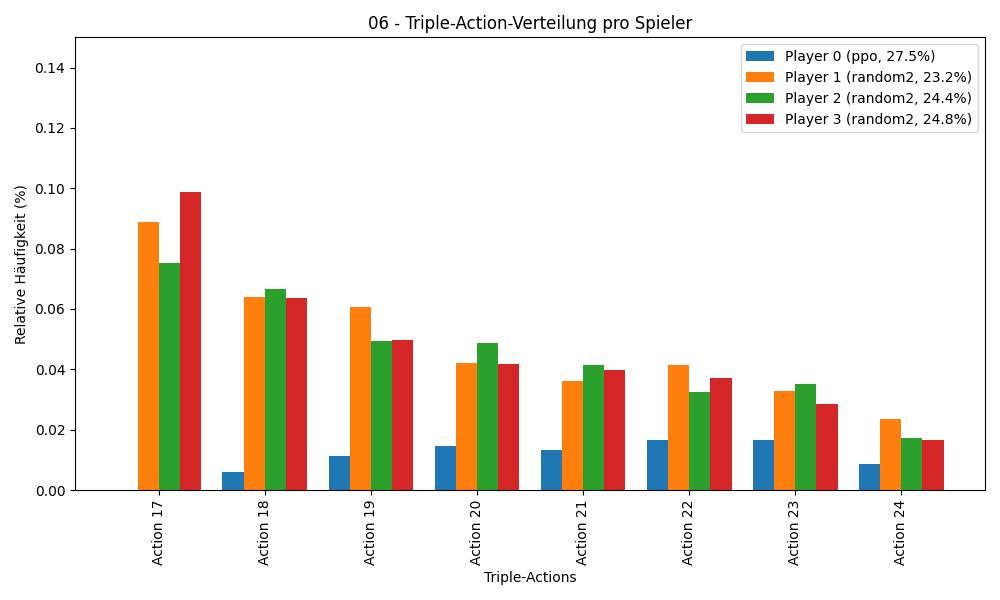 06 - Triple-Action-Verteilung pro Spieler
Player 0 (ppo, 27.5%)
Player 1 (random2, 23.2%)
Player 2 (random2, 24.4%)
Player 3 (random2, 24.8%)
Relative Häufigkeit (%)
0.14
0.12
0.10
0.08
0.06
0.04
0.02
0.00
Action 17
Action 18
Action 19
Action 20
Action 21
Action 22
Action 23
Action 24
Triple-Actions